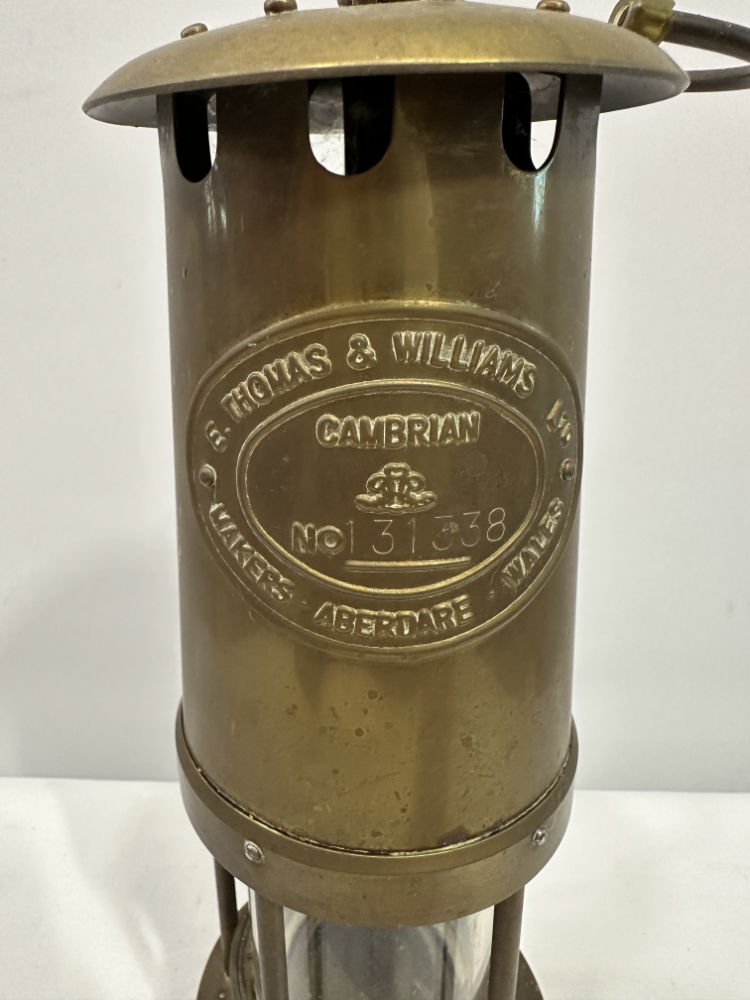 E. THOMAS & WILLIAMS LTD
CAMBRIAN
NO 131338
MAKERS · ABERDARE · WALES